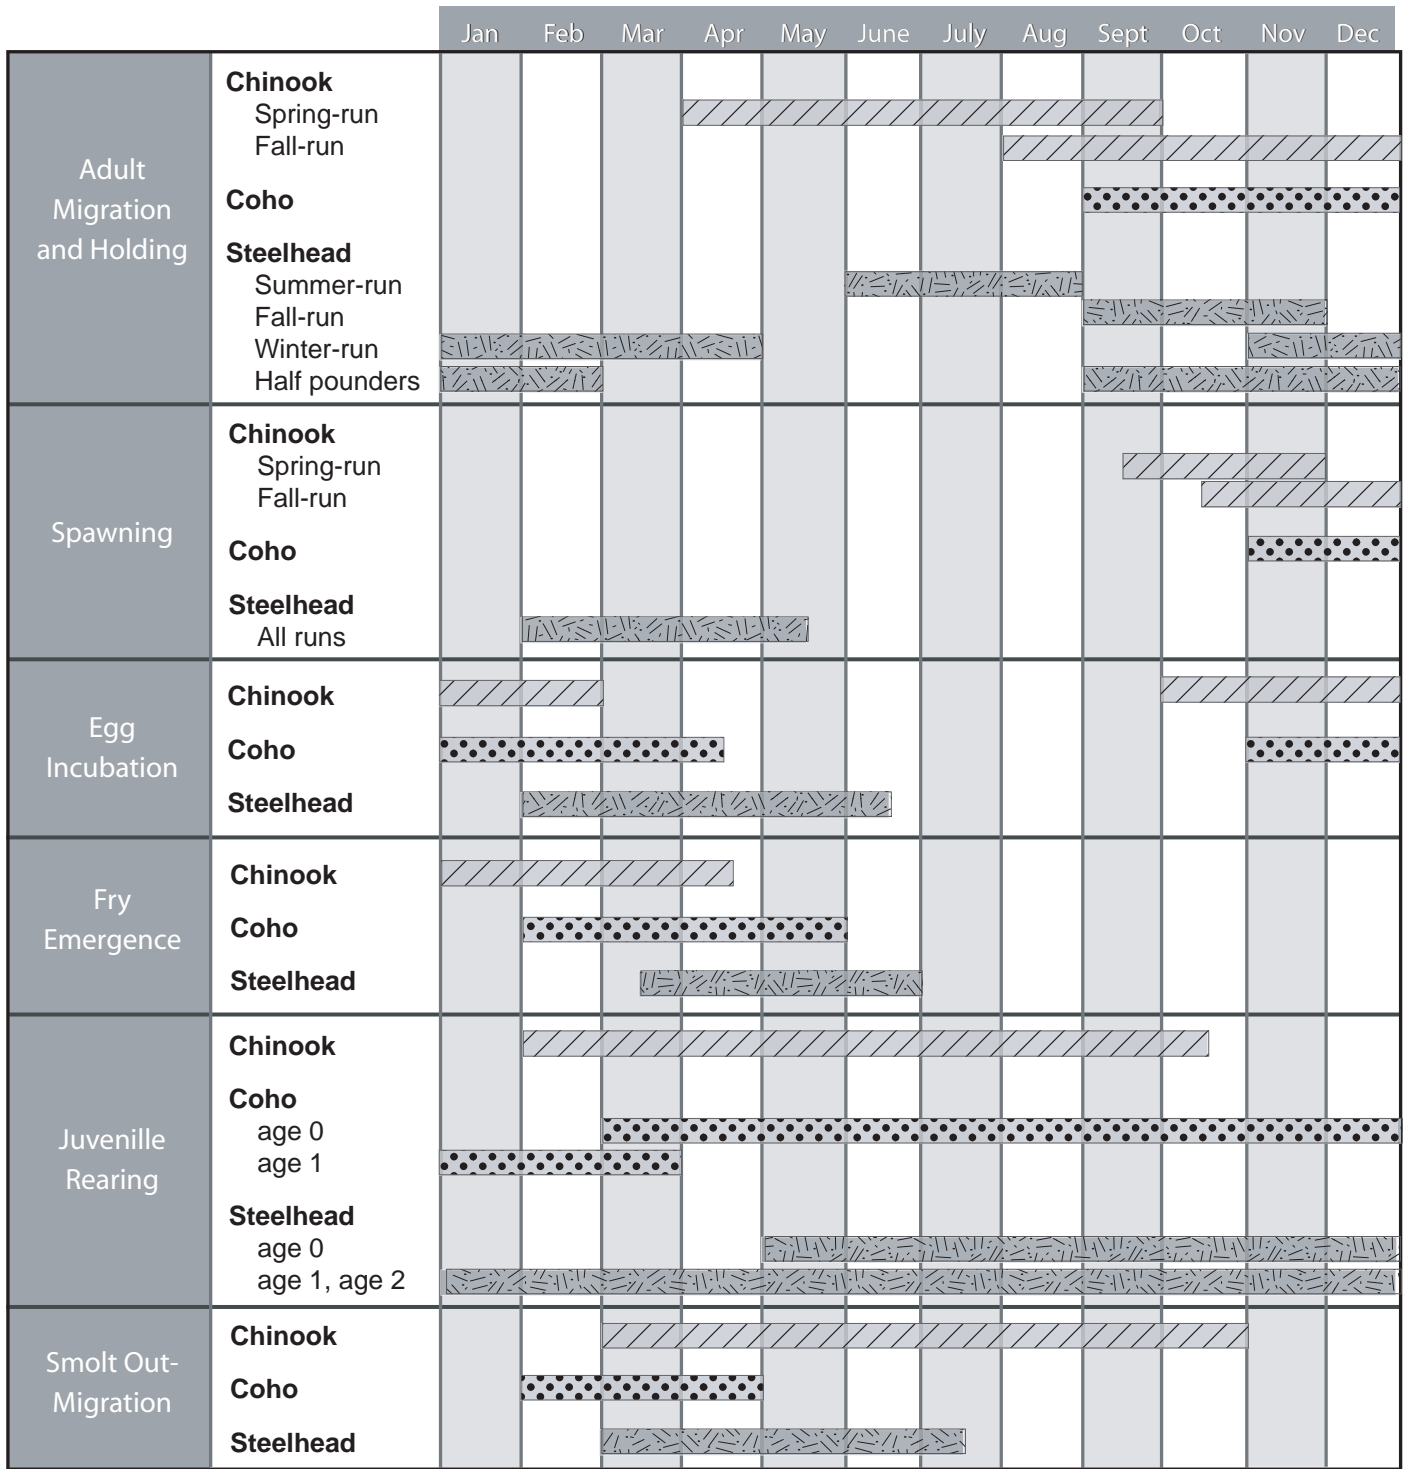 Jan Feb Mar Apr May June July Aug Sept Oct Nov Dec
Adult
Migration
and Holding
Chinook
Spring-run
Fall-run
Coho
Steelhead
Summer-run
Fall-run
Winter-run
Half pounders
Spawning
Chinook
Spring-run
Fall-run
Coho
Steelhead
All runs
Egg
Incubation
Chinook
Coho
Steelhead
Fry
Emergence
Chinook
Coho
Steelhead
Juvenille
Rearing
Chinook
Coho
age 0
age 1
Steelhead
age 0
age 1, age 2
Smolt Out-
Migration
Chinook
Coho
Steelhead